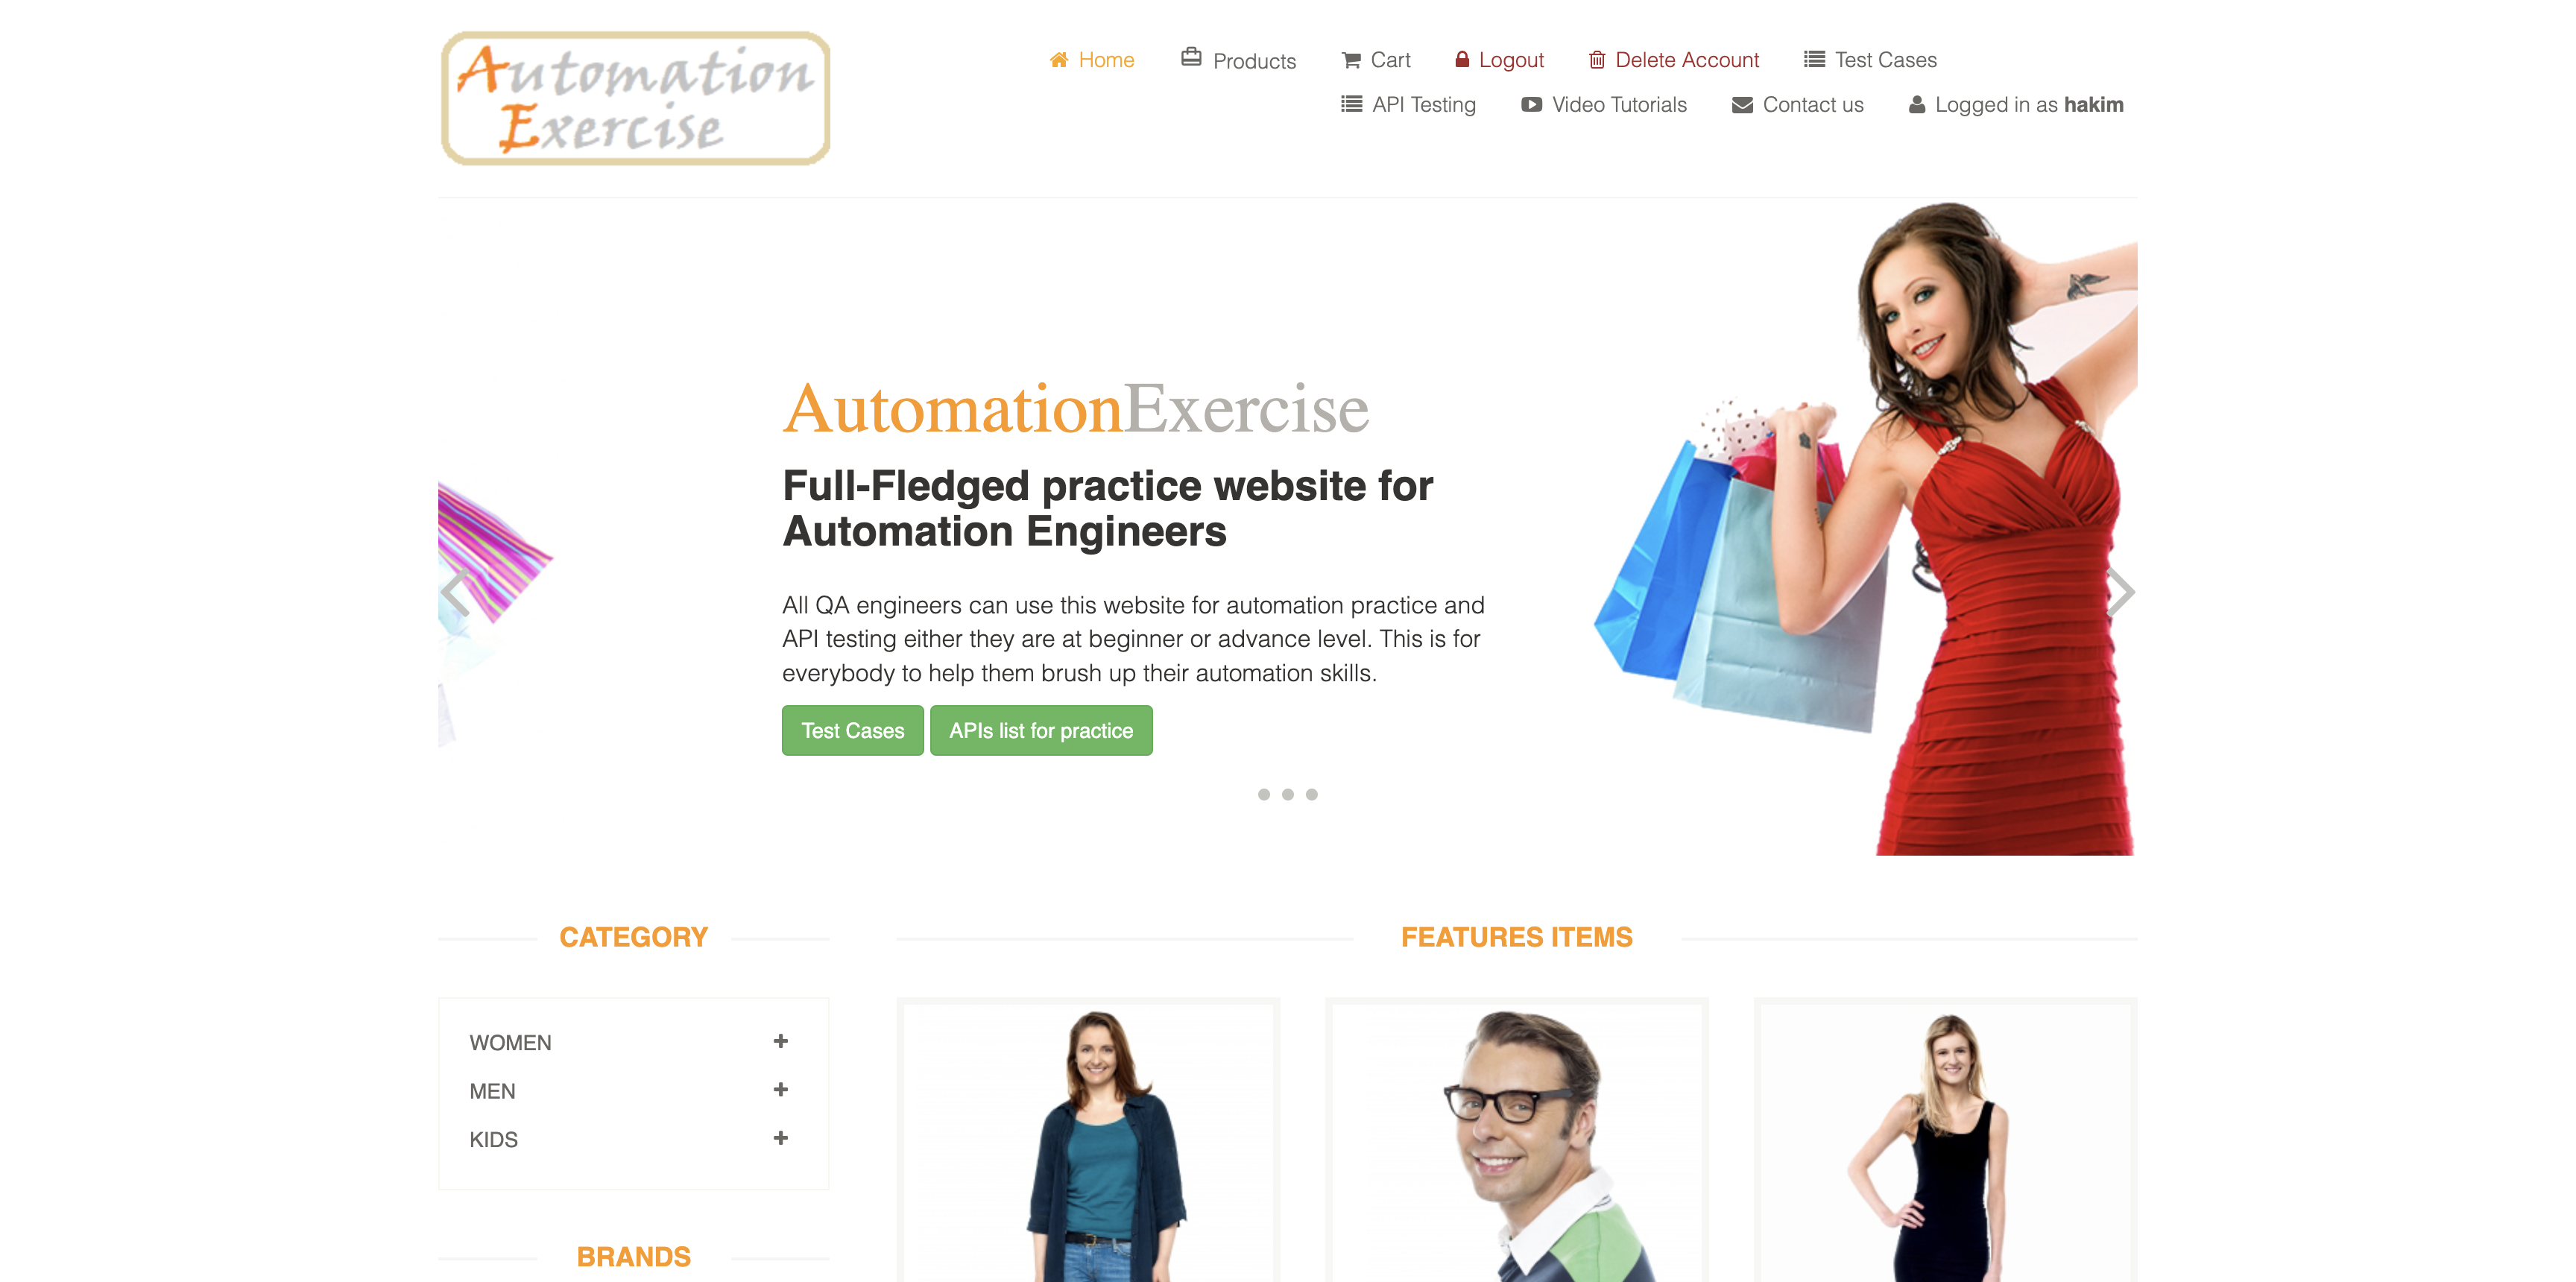 Automation
Exercise
Home Products Cart Logout Delete Account Test Cases
API Testing Video Tutorials Contact us Logged in as hakim
AutomationExercise
Full-Fledged practice website for
Automation Engineers
All QA engineers can use this website for automation practice and
API testing either they are at beginner or advance level. This is for
everybody to help them brush up their automation skills.
Test Cases APIs list for practice
CATEGORY
WOMEN
MEN
KIDS
BRANDS
FEATURES ITEMS